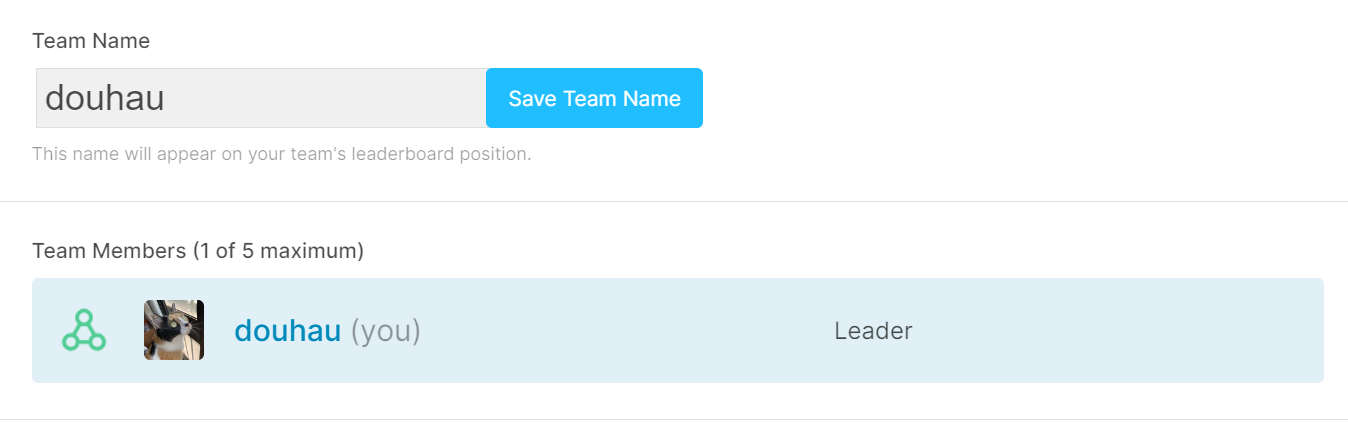 Team Name
douhau
Save Team Name
This name will appear on your team's leaderboard position.
Team Members (1 of 5 maximum)
douhau (you)
Leader